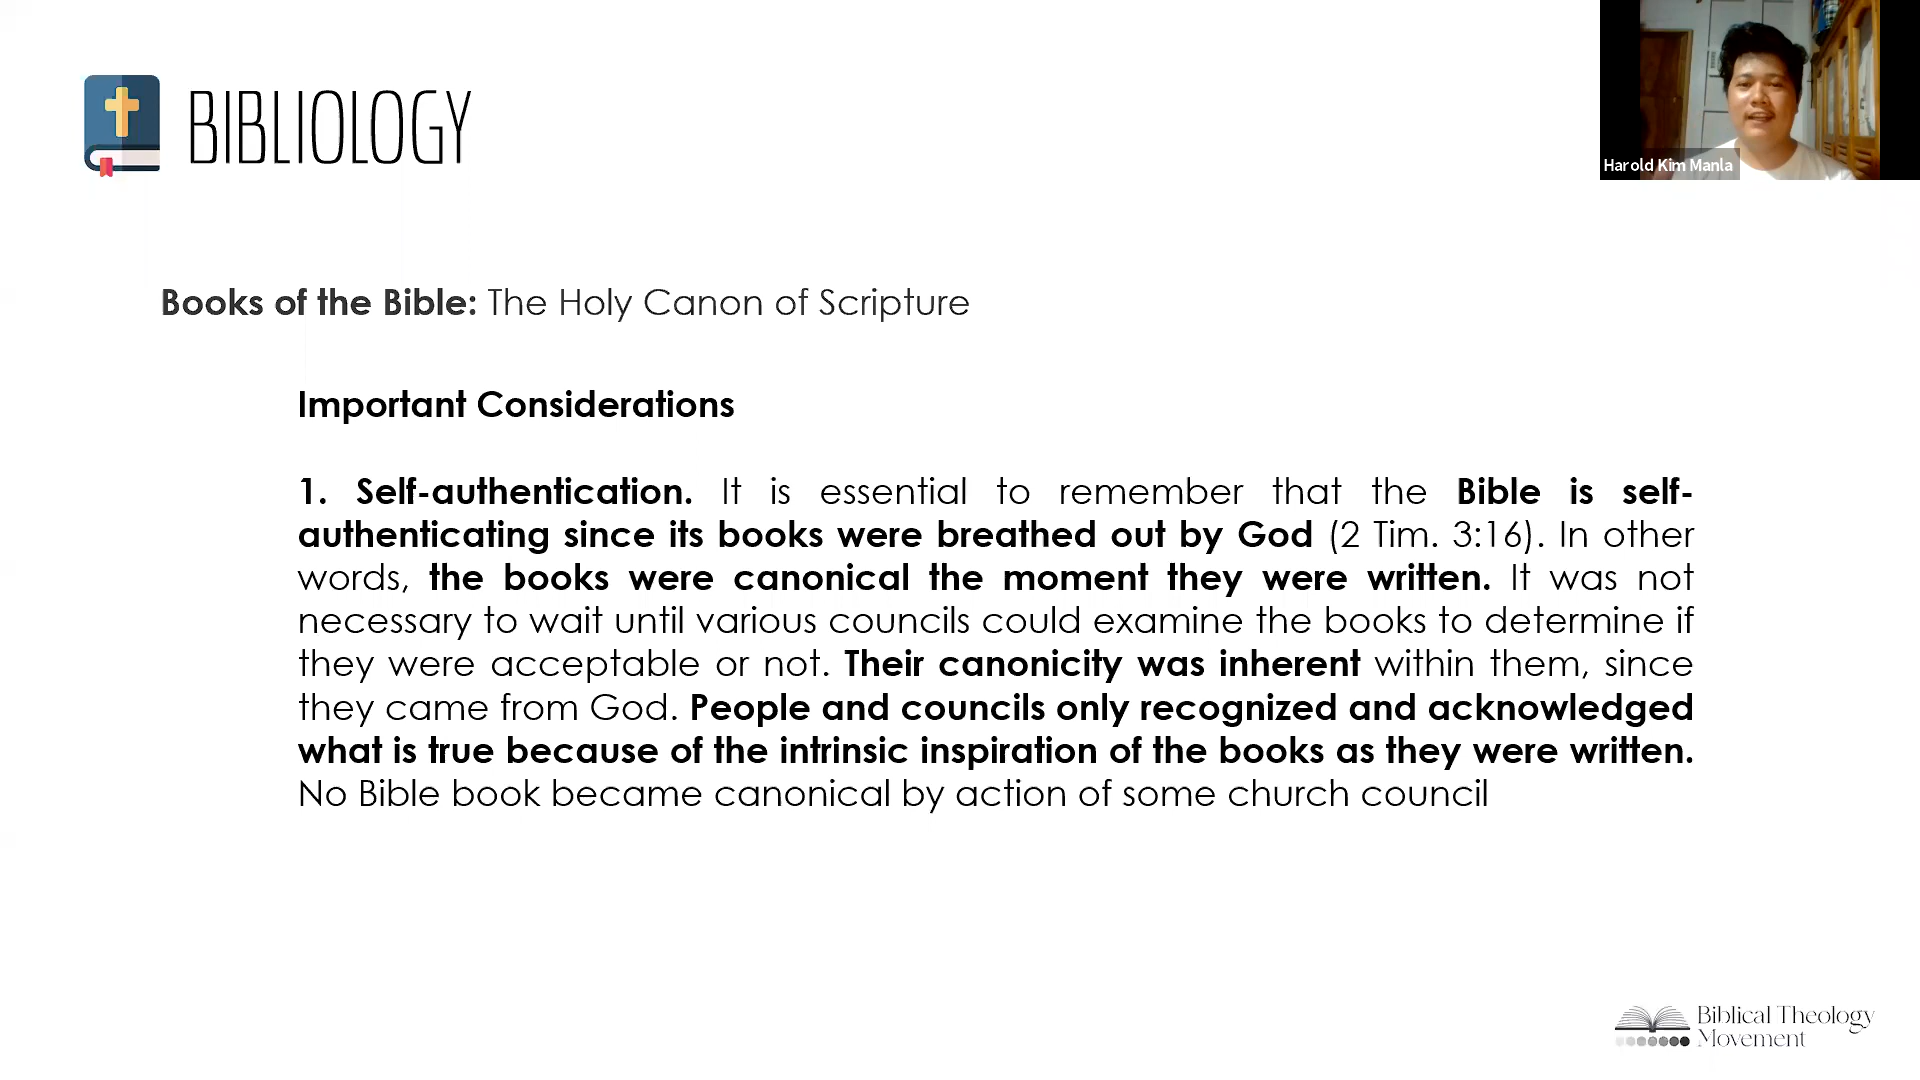 BIBLIOLOGY
Harold Kim Manla
Books of the Bible: The Holy Canon of Scripture
Important Considerations
1. Self-authentication. It is essential to remember that the Bible is self-
authenticating since its books were breathed out by God (2 Tim. 3:16). In other
words, the books were canonical the moment they were written. It was not
necessary to wait until various councils could examine the books to determine if
they were acceptable or not. Their canonicity was inherent within them, since
they came from God. People and councils only recognized and acknowledged
what is true because of the intrinsic inspiration of the books as they were written.
No Bible book became canonical by action of some church council
Biblical Theology
Movement